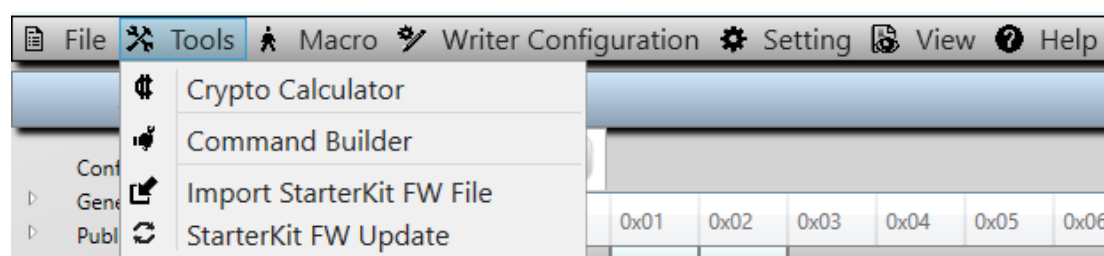 File Tools Macro Writer Configuration Setting View Help
Crypto Calculator
Command Builder
Import StarterKit FW File
StarterKit FW Update
0x01 0x02 0x03 0x04 0x05 0x06